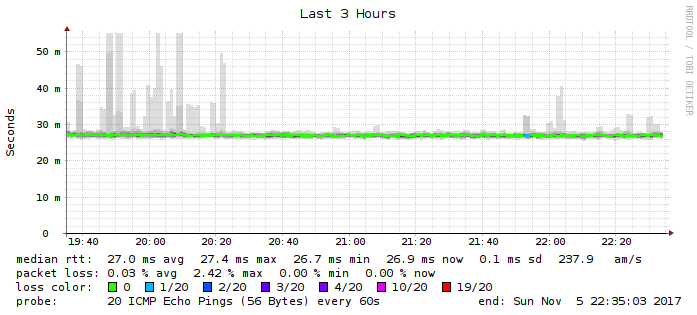 Last 3 Hours
RRDTOOL / TOBI OETIKER
Seconds
50 m
40 m
30 m
20 m
10 m
0
19:40 20:00 20:20 20:40 21:00 21:20 21:40 22:00 22:20
median rtt: 27.0 ms avg 27.4 ms max 26.7 ms min 26.9 ms now 0.1 ms sd 237.9 am/s
packet loss: 0.03 % avg 2.42 % max 0.00 % min 0.00 % now
loss color: 0 1/20 2/20 3/20 4/20 10/20 19/20
probe: 20 ICMP Echo Pings (56 Bytes) every 60s end: Sun Nov 5 22:35:03 2017